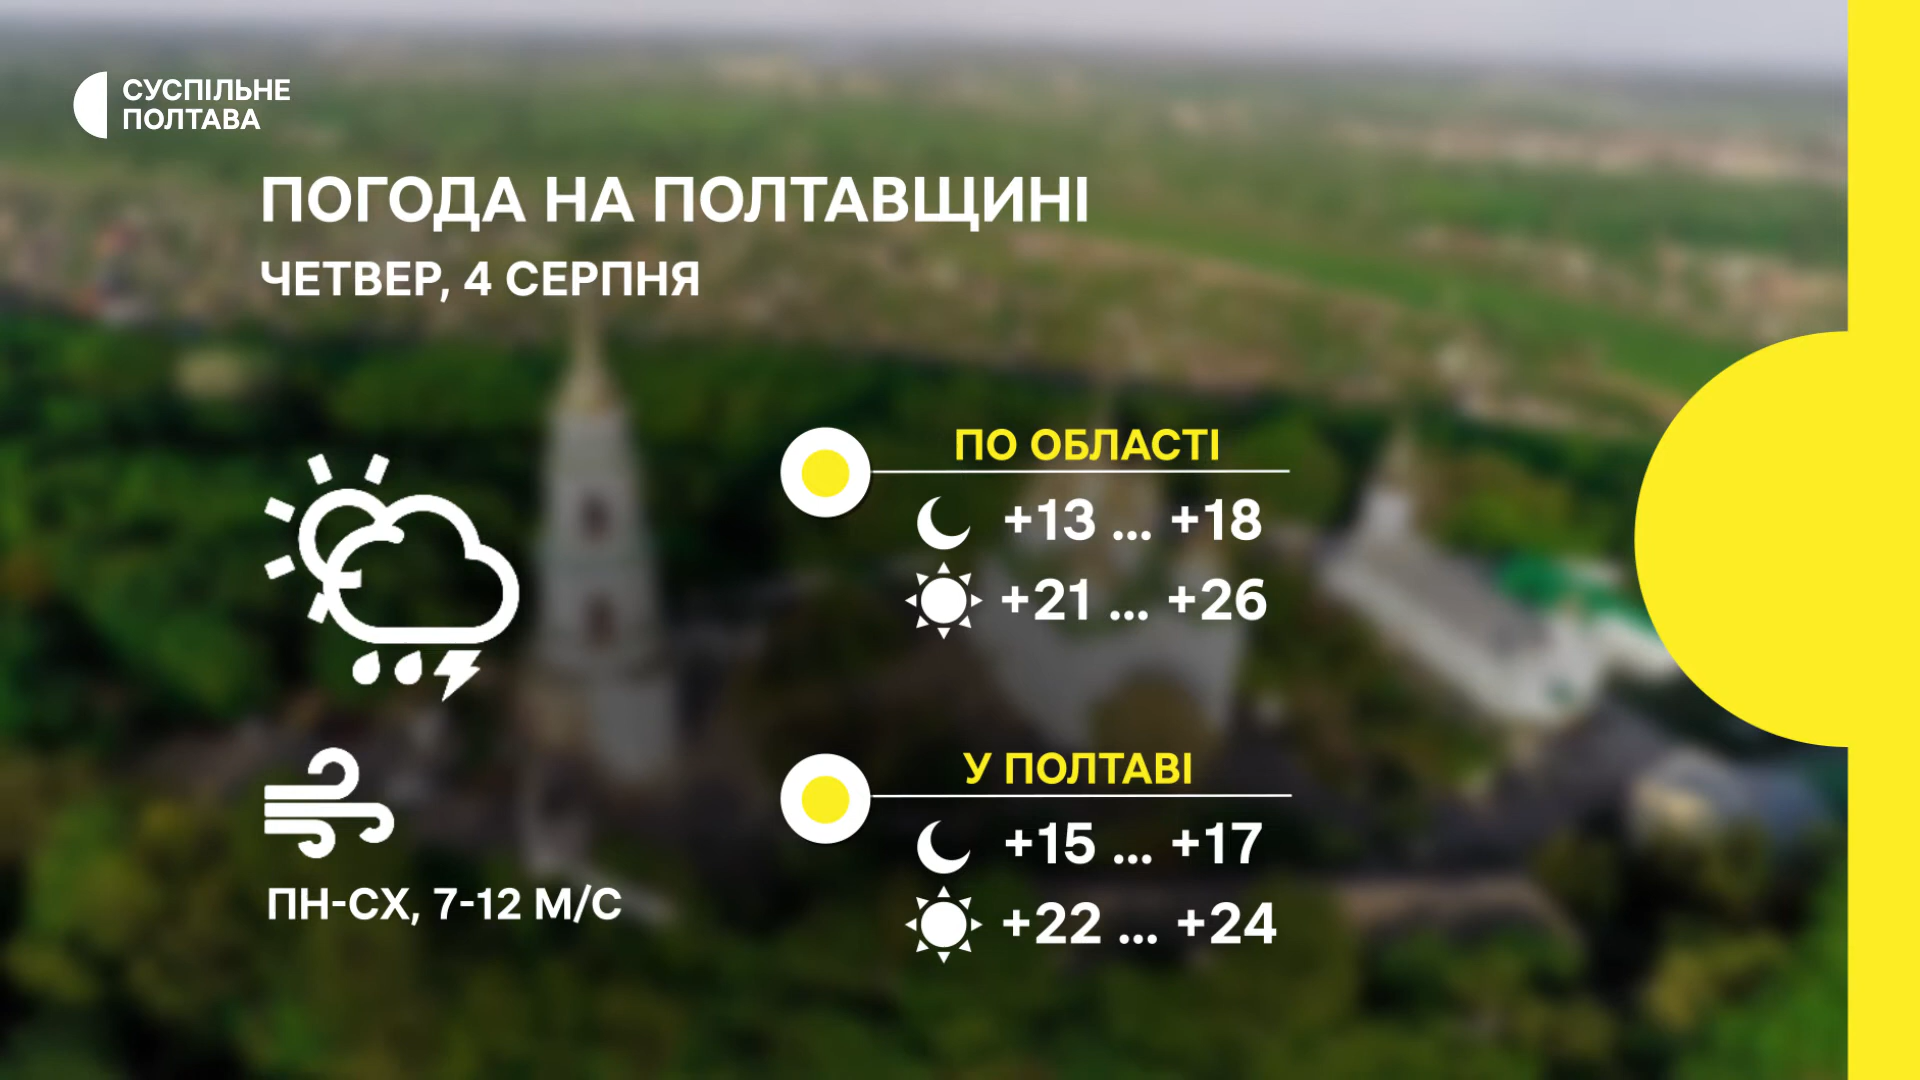 СУСПІЛЬНЕ
ПОЛТАВА
ПОГОДА НА ПОЛТАВЩИНІ
ЧЕТВЕР, 4 СЕРПНЯ
ПО ОБЛАСТІ
+13 ... +18
+21 ... +26
У ПОЛТАВІ
+15 ... +17
+22 ... +24
ПН-СХ, 7-12 М/С